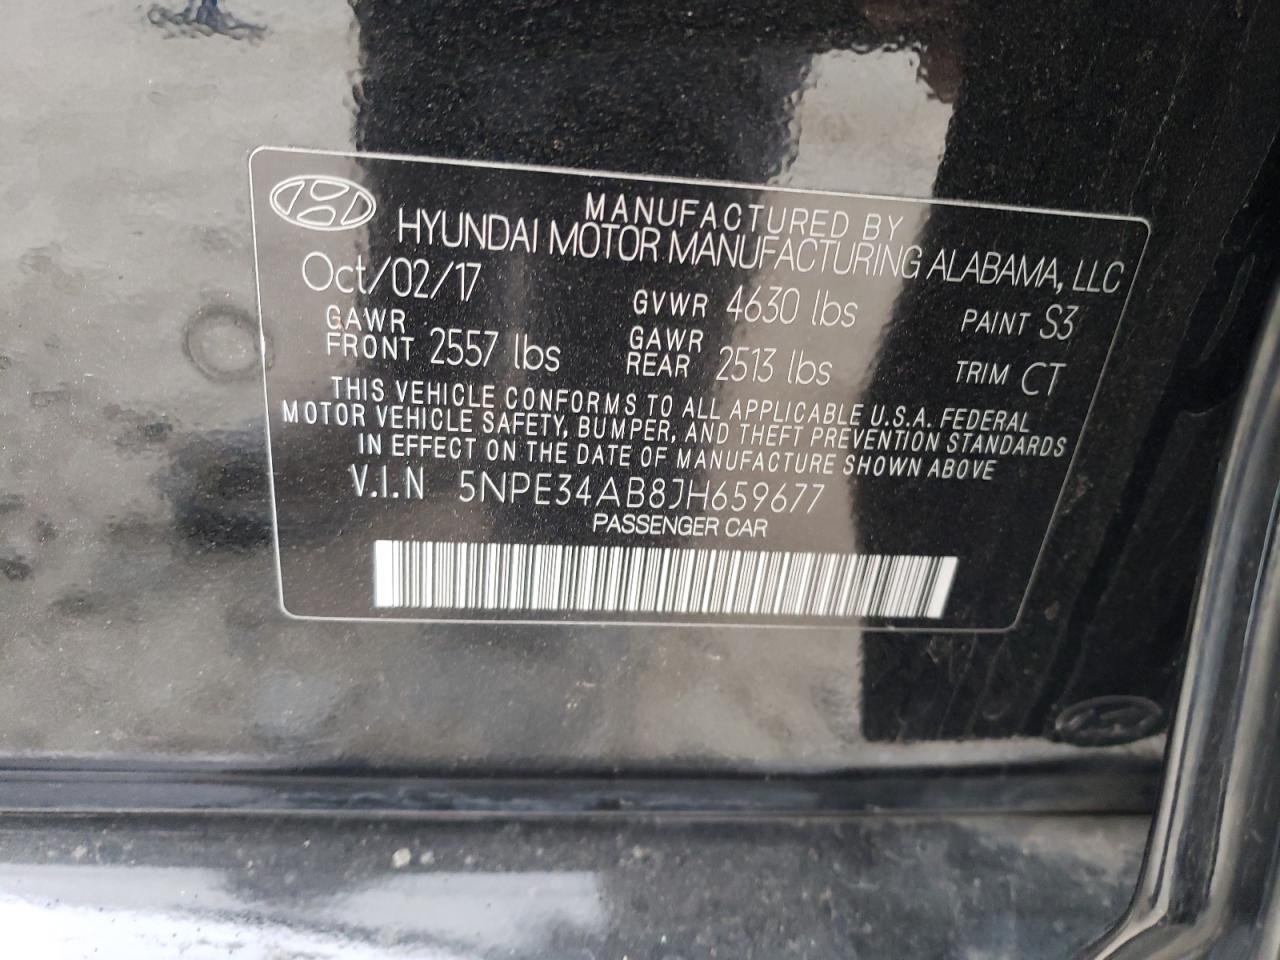 MANUFACTURED BY
HYUNDAI MOTOR MANUFACTURING ALABAMA, LLC
Oct/02/17 GVWR 4630 lbs PAINT S3
GAWR FRONT 2557 lbs GAWR REAR 2513 lbs TRIM CT
THIS VEHICLE CONFORMS TO ALL APPLICABLE U.S.A. FEDERAL
MOTOR VEHICLE SAFETY, BUMPER, AND THEFT PREVENTION STANDARDS
IN EFFECT ON THE DATE OF MANUFACTURE SHOWN ABOVE
V.I.N 5NPE34AB8JH659677
PASSENGER CAR